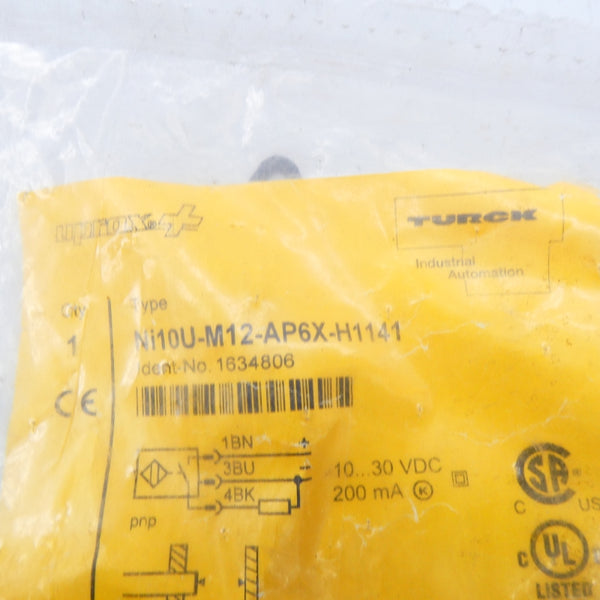 uprox®+
TURCK
Industrial
Automation
Qty
Type
1
Ni10U-M12-AP6X-H1141
Ident-No. 1634806
CE
1BN
+
3BU
-
10...30 VDC
4BK
200 mA K
pnp
SA
C US
C UL
LISTED